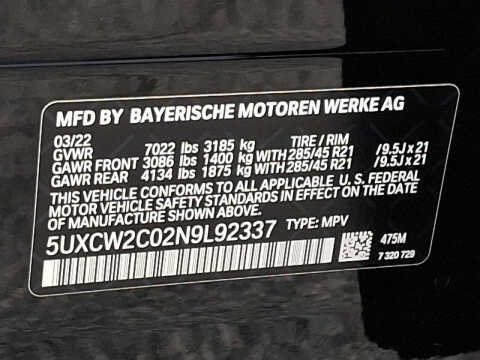 MFD BY BAYERISCHE MOTOREN WERKE AG
03/22 TIRE / RIM
GVWR 7022 lbs 3185 kg
GAWR FRONT 3086 lbs 1400 kg WITH 285/45 R21 / 9.5J x 21
GAWR REAR 4134 lbs 1875 kg WITH 285/45 R21 / 9.5J x 21
THIS VEHICLE CONFORMS TO ALL APPLICABLE U. S. FEDERAL
MOTOR VEHICLE SAFETY STANDARDS IN EFFECT ON THE DATE
OF MANUFACTURE SHOWN ABOVE.
5UXCW2C02N9L92337 TYPE: MPV
475M
7 320 729